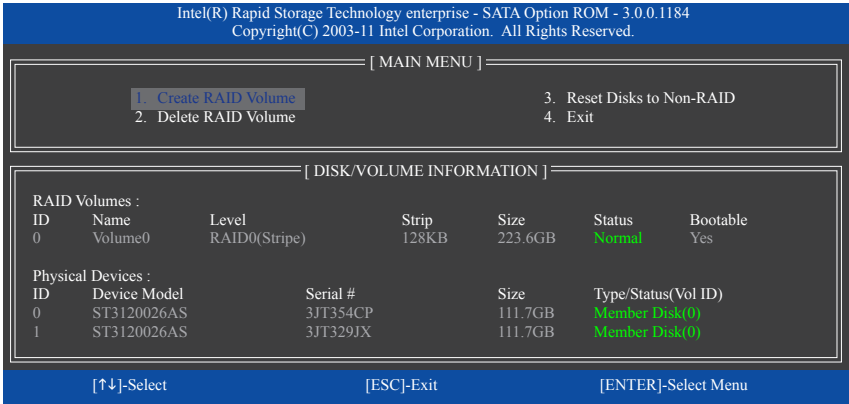 Intel(R) Rapid Storage Technology enterprise - SATA Option ROM - 3.0.0.1184
Copyright(C) 2003-11 Intel Corporation. All Rights Reserved.
[ MAIN MENU ]
1. Create RAID Volume 3. Reset Disks to Non-RAID
2. Delete RAID Volume 4. Exit
[ DISK/VOLUME INFORMATION ]
RAID Volumes :
ID Name Level Strip Size Status Bootable
0 Volume0 RAID0(Stripe) 128KB 223.6GB Normal Yes
Physical Devices :
ID Device Model Serial # Size Type/Status(Vol ID)
0 ST3120026AS 3JT354CP 111.7GB Member Disk(0)
1 ST3120026AS 3JT329JX 111.7GB Member Disk(0)
[↑↓]-Select [ESC]-Exit [ENTER]-Select Menu